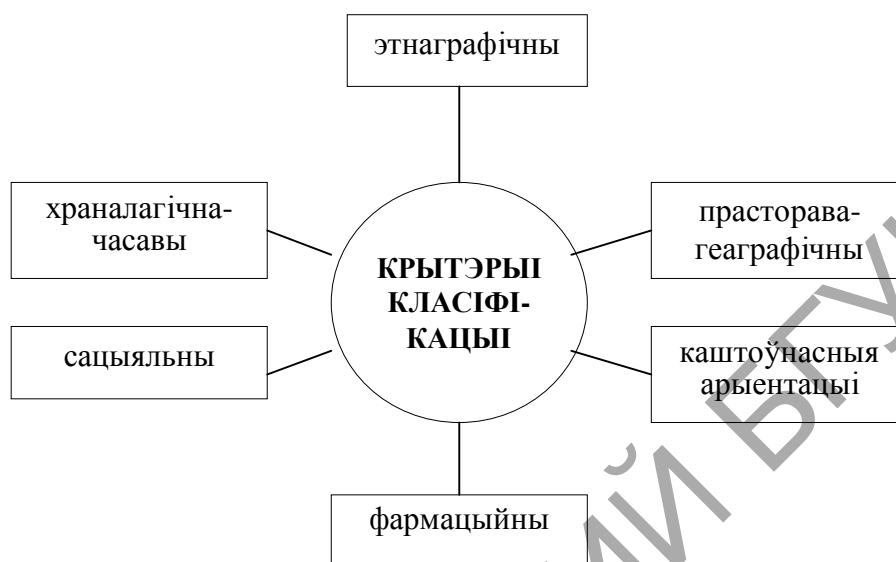 этнаграфічны
храналагічна-
часавы
прасторава-
геаграфічны
КРЫТЭРЫІ
КЛАСІФІ-
КАЦЫІ
сацыяльны
каштоўнасныя
арыентацыі
фармацыйны